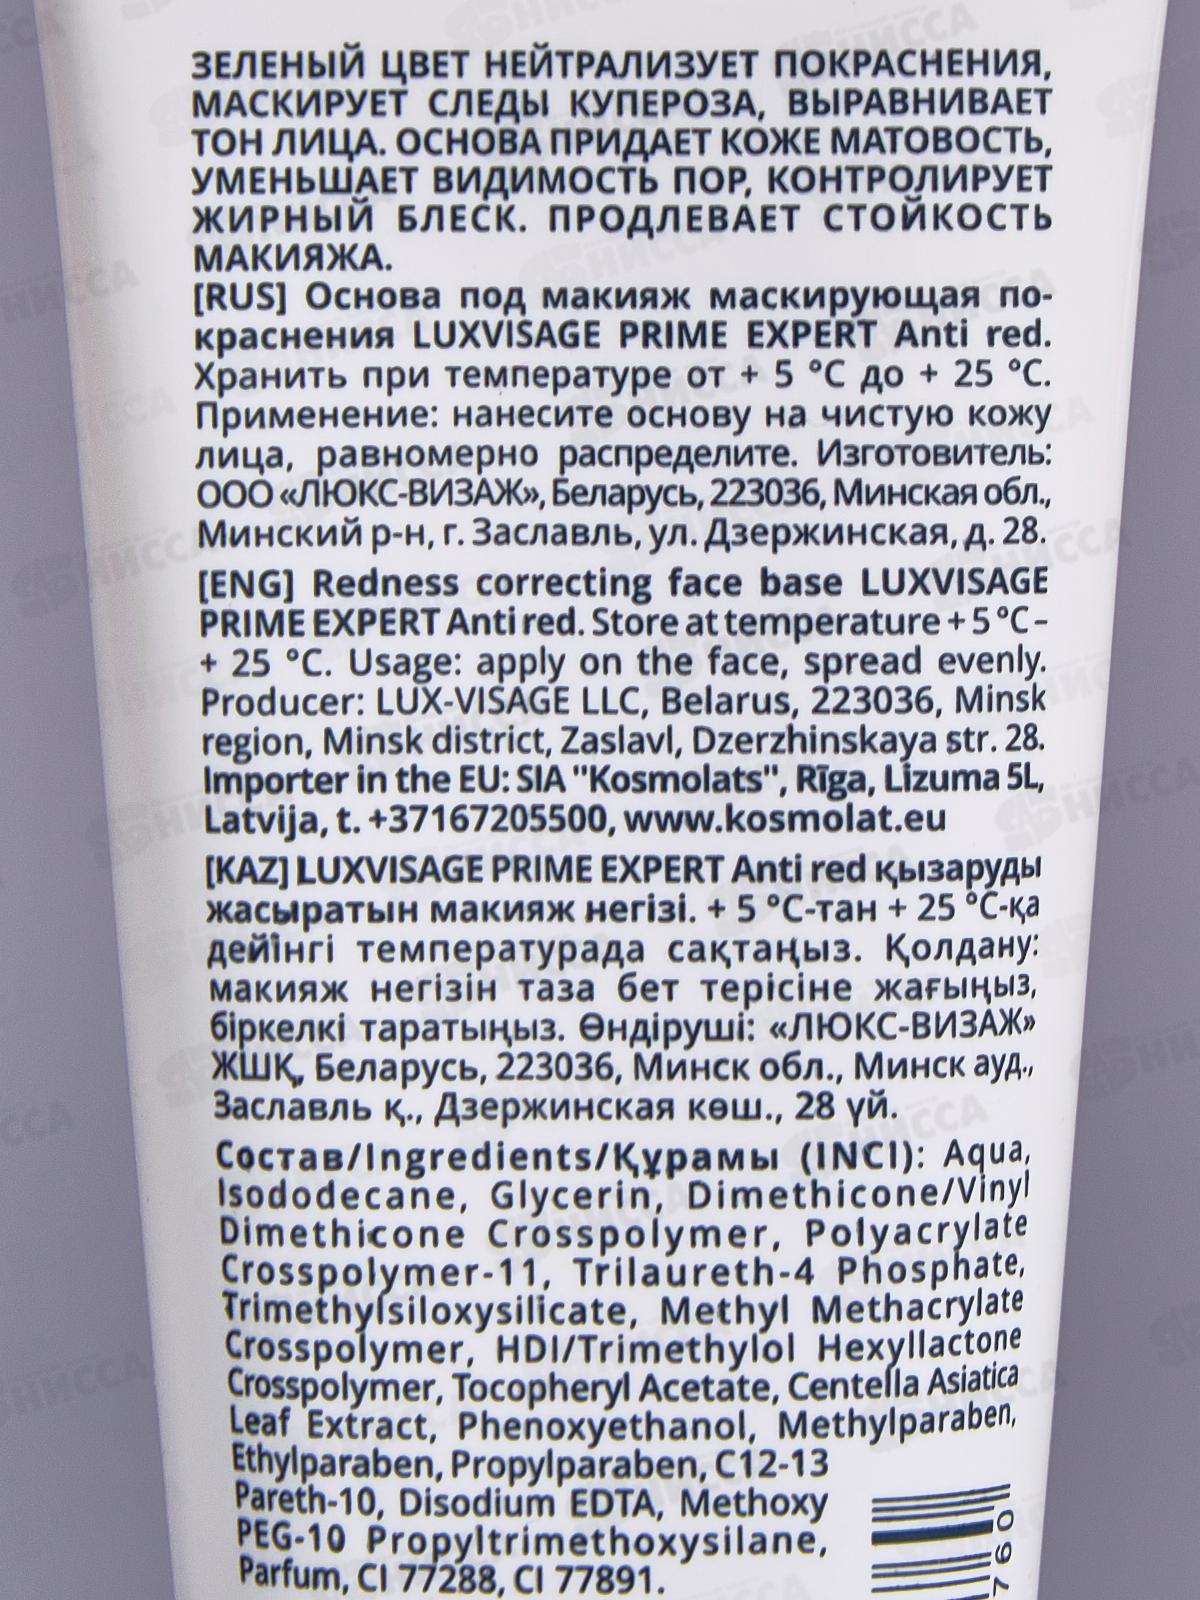 ЗЕЛЕНЫЙ ЦВЕТ НЕЙТРАЛИЗУЕТ ПОКРАСНЕНИЯ,
МАСКИРУЕТ СЛЕДЫ КУПЕРОЗА, ВЫРАВНИВАЕТ
ТОН ЛИЦА. ОСНОВА ПРИДАЕТ КОЖЕ МАТОВОСТЬ,
УМЕНЬШАЕТ ВИДИМОСТЬ ПОР, КОНТРОЛИРУЕТ
ЖИРНЫЙ БЛЕСК. ПРОДЛЕВАЕТ СТОЙКОСТЬ
МАКИЯЖА.
[RUS] Основа под макияж маскирующая по-
краснения LUXVISAGE PRIME EXPERT Anti red.
Хранить при температуре от + 5 °C до + 25 °C.
Применение: нанесите основу на чистую кожу
лица, равномерно распределите. Изготовитель:
ООО «ЛЮКС-ВИЗАЖ», Беларусь, 223036, Минская обл.,
Минский р-н, г. Заславль, ул. Дзержинская, д. 28.
[ENG] Redness correcting face base LUXVISAGE
PRIME EXPERT Anti red. Store at temperature + 5 °C –
+ 25 °C. Usage: apply on the face, spread evenly.
Producer: LUX-VISAGE LLC, Belarus, 223036, Minsk
region, Minsk district, Zaslavl, Dzerzhinskaya str. 28.
Importer in the EU: SIA "Kosmolats", Rīga, Lizuma 5L,
Latvija, t. +37167205500, www.kosmolat.eu
[KAZ] LUXVISAGE PRIME EXPERT Anti red қызаруды
жасыратын макияж негізі. + 5 °C-тан + 25 °C-қа
дейінгі температурада сақтаңыз. Қолдану:
макияж негізін таза бет терісіне жағыңыз,
біркелкі таратыңыз. Өндіруші: «ЛЮКС-ВИЗАЖ»
ЖШҚ, Беларусь, 223036, Минск обл., Минск ауд.,
Заславль қ., Дзержинская көш., 28 үй.
Состав/Ingredients/Құрамы (INCI): Aqua,
Isododecane, Glycerin, Dimethicone/Vinyl
Dimethicone Crosspolymer, Polyacrylate
Crosspolymer-11, Trilaureth-4 Phosphate,
Trimethylsiloxysilicate, Methyl Methacrylate
Crosspolymer, HDI/Trimethylol Hexyllactone
Crosspolymer, Tocopheryl Acetate, Centella Asiatica
Leaf Extract, Phenoxyethanol, Methylparaben,
Ethylparaben, Propylparaben, C12-13
Pareth-10, Disodium EDTA, Methoxy
PEG-10 Propyltrimethoxysilane,
Parfum, CI 77288, CI 77891.
760